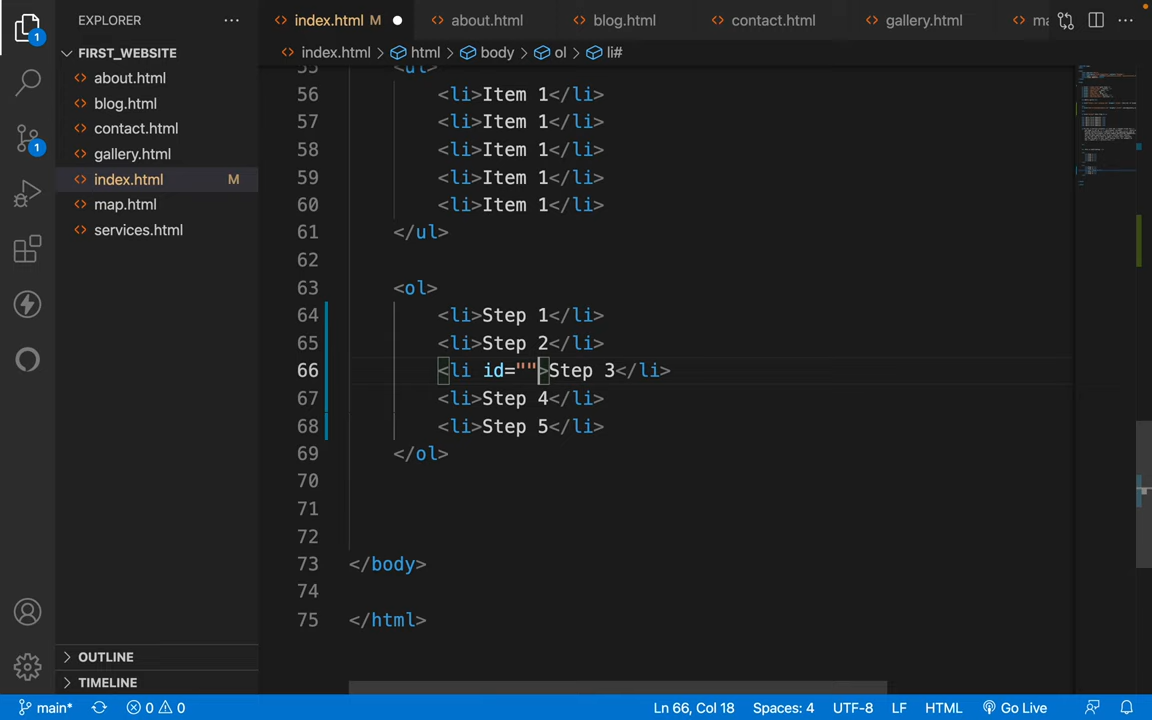 EXPLORER
index.html M
about.html
blog.html
contact.html
gallery.html
1
FIRST_WEBSITE
index.html > html > body > ol > li#
about.html
blog.html
contact.html
gallery.html
index.html M
map.html
services.html
1
56 <li>Item 1</li>
57 <li>Item 1</li>
58 <li>Item 1</li>
59 <li>Item 1</li>
60 <li>Item 1</li>
61 </ul>
62
63 <ol>
64 <li>Step 1</li>
65 <li>Step 2</li>
66 <li id="">Step 3</li>
67 <li>Step 4</li>
68 <li>Step 5</li>
69 </ol>
70
71
72
73 </body>
74
75 </html>
OUTLINE
TIMELINE
main* 0 0 Ln 66, Col 18 Spaces: 4 UTF-8 LF HTML Go Live